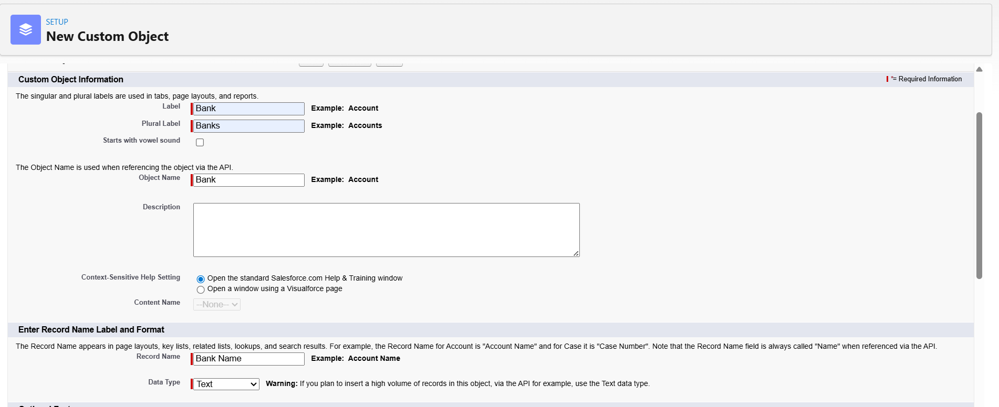 SETUP
New Custom Object
Custom Object Information
*= Required Information
The singular and plural labels are used in tabs, page layouts, and reports.
Label Bank Example: Account
Plural Label Banks Example: Accounts
Starts with vowel sound
The Object Name is used when referencing the object via the API.
Object Name Bank Example: Account
Description
Context-Sensitive Help Setting Open the standard Salesforce.com Help & Training window
Open a window using a Visualforce page
Content Name --None--
Enter Record Name Label and Format
The Record Name appears in page layouts, key lists, related lists, lookups, and search results. For example, the Record Name for Account is "Account Name" and for Case it is "Case Number". Note that the Record Name field is always called "Name" when referenced via the API.
Record Name Bank Name Example: Account Name
Data Type Text Warning: If you plan to insert a high volume of records in this object, via the API for example, use the Text data type.